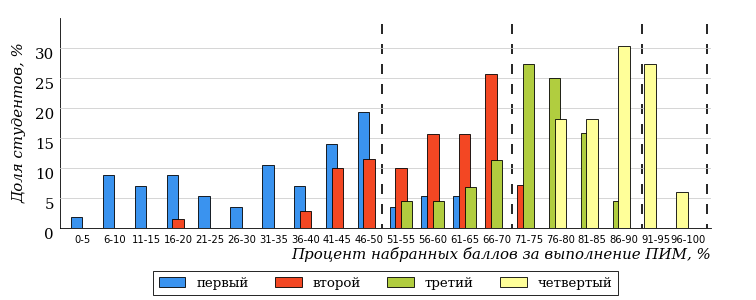 Доля студентов, %
30
25
20
15
10
5
0
0-5 6-10 11-15 16-20 21-25 26-30 31-35 36-40 41-45 46-50 51-55 56-60 61-65 66-70 71-75 76-80 81-85 86-90 91-95 96-100
Процент набранных баллов за выполнение ПИМ, %
первый второй третий четвертый